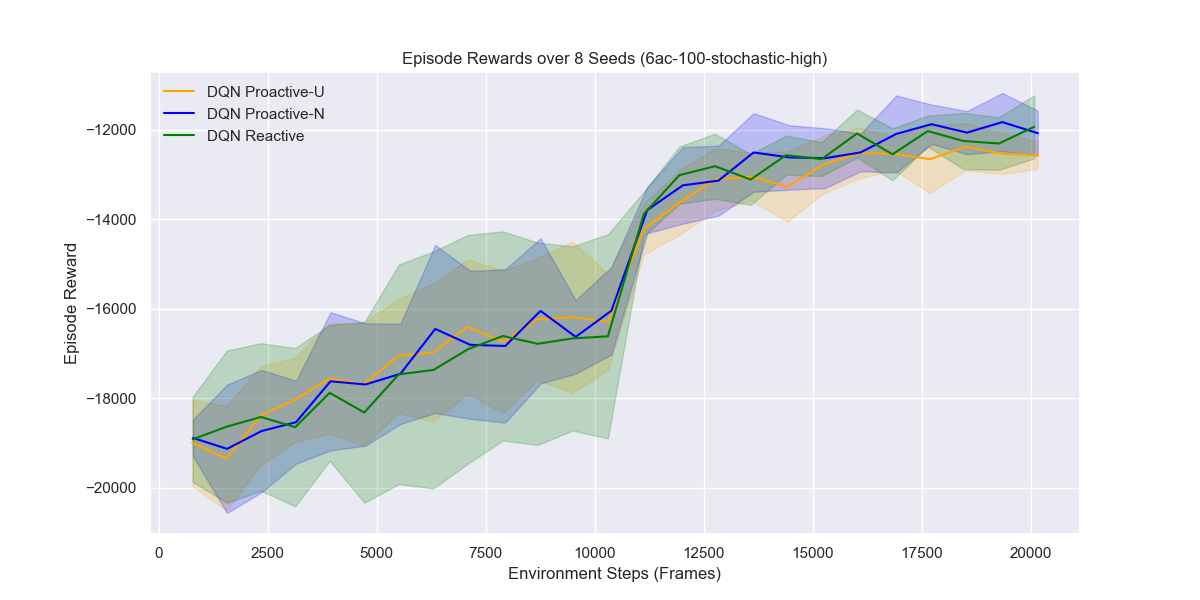 Episode Rewards over 8 Seeds (6ac-100-stochastic-high)
DQN Proactive-U
DQN Proactive-N
DQN Reactive
−12000
−14000
−16000
−18000
−20000
Episode Reward
0 2500 5000 7500 10000 12500 15000 17500 20000
Environment Steps (Frames)